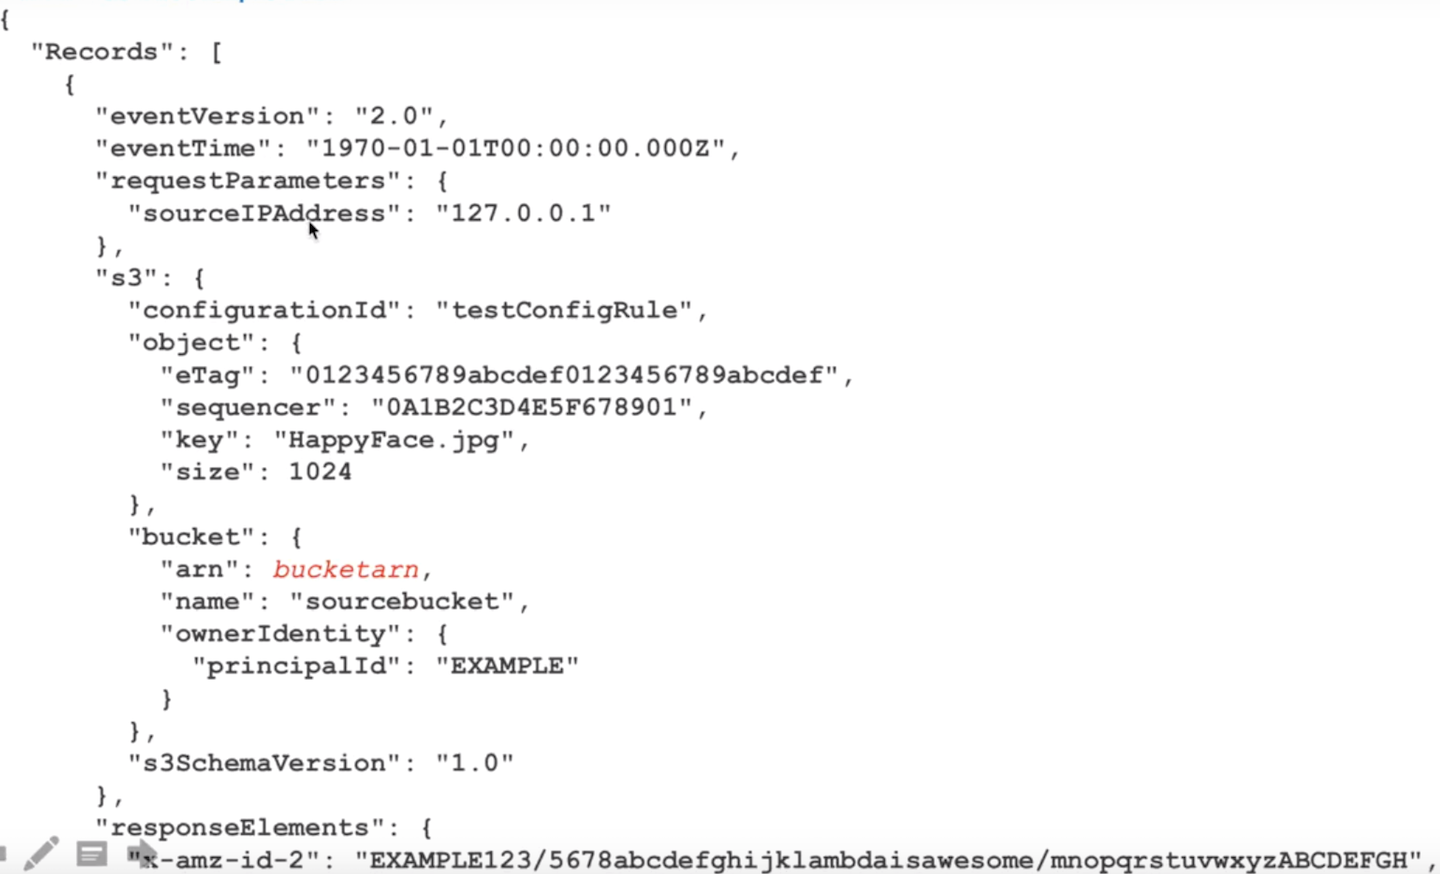 {
"Records": [
{
"eventVersion": "2.0",
"eventTime": "1970-01-01T00:00:00.000Z",
"requestParameters": {
"sourceIPAddress": "127.0.0.1"
},
"s3": {
"configurationId": "testConfigRule",
"object": {
"eTag": "0123456789abcdef0123456789abcdef",
"sequencer": "0A1B2C3D4E5F678901",
"key": "HappyFace.jpg",
"size": 1024
},
"bucket": {
"arn": bucketarn,
"name": "sourcebucket",
"ownerIdentity": {
"principalId": "EXAMPLE"
}
},
"s3SchemaVersion": "1.0"
},
"responseElements": {
"x-amz-id-2": "EXAMPLE123/5678abcdefghijklambdaisawesome/mnopqrstuvwxyzABCDEFGH",